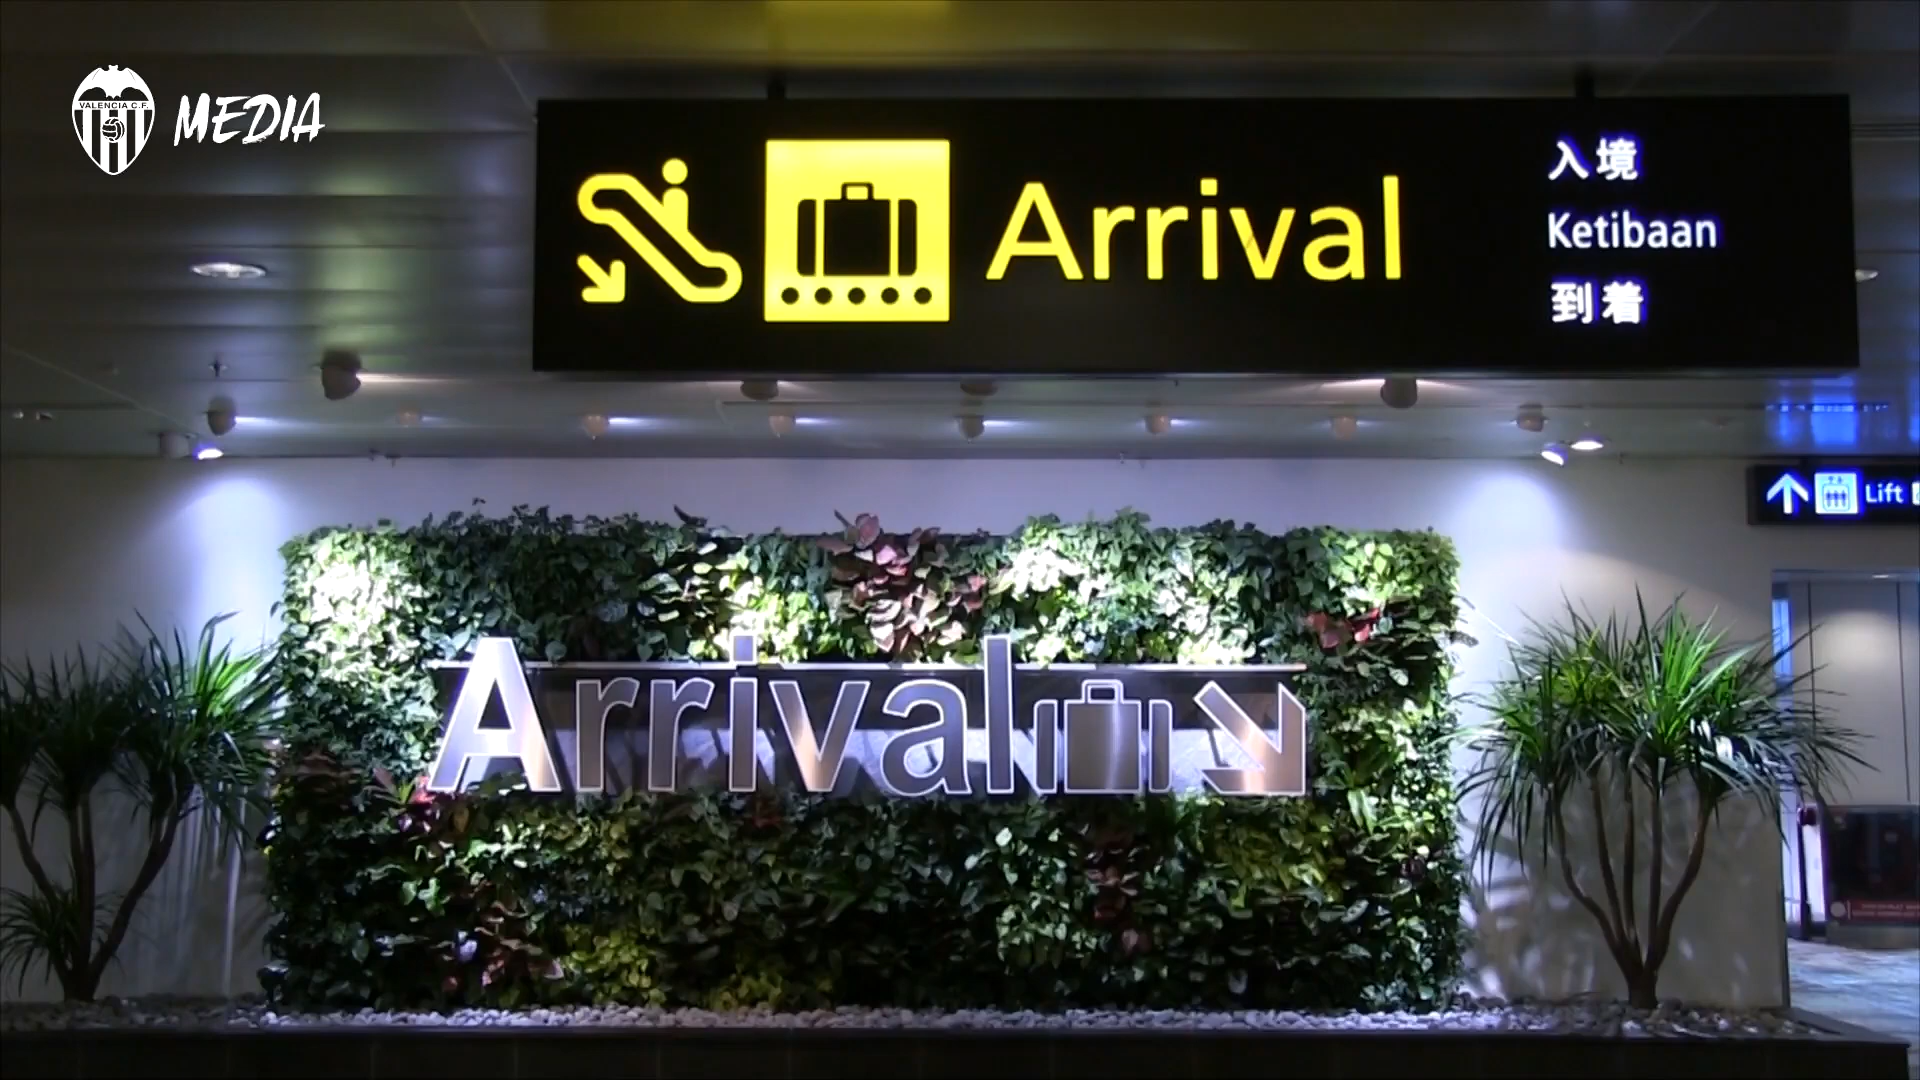 VALENCIA C.F.
MEDIA
Arrival
入境
Ketibaan
到着
Lift
Arrival